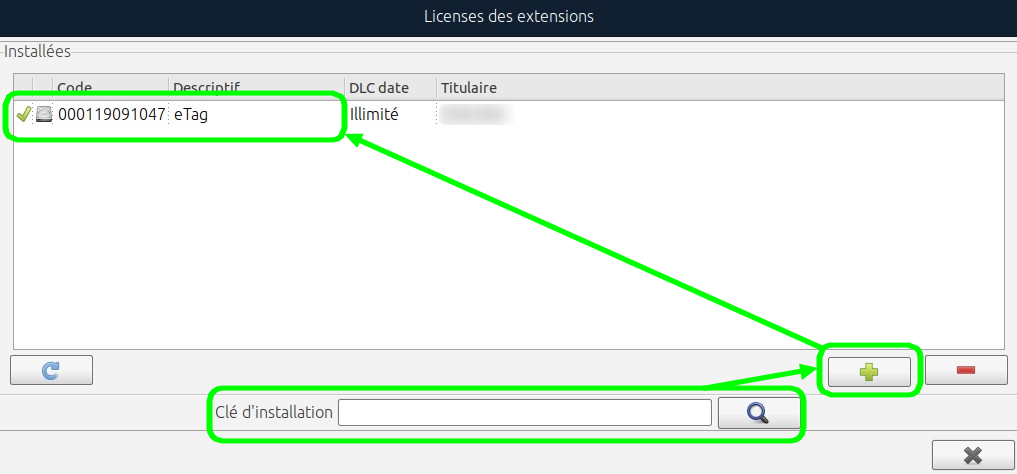 Licenses des extensions
Installées
Code Descriptif DLC date Titulaire
000119091047 eTag Illimité
Clé d'installation